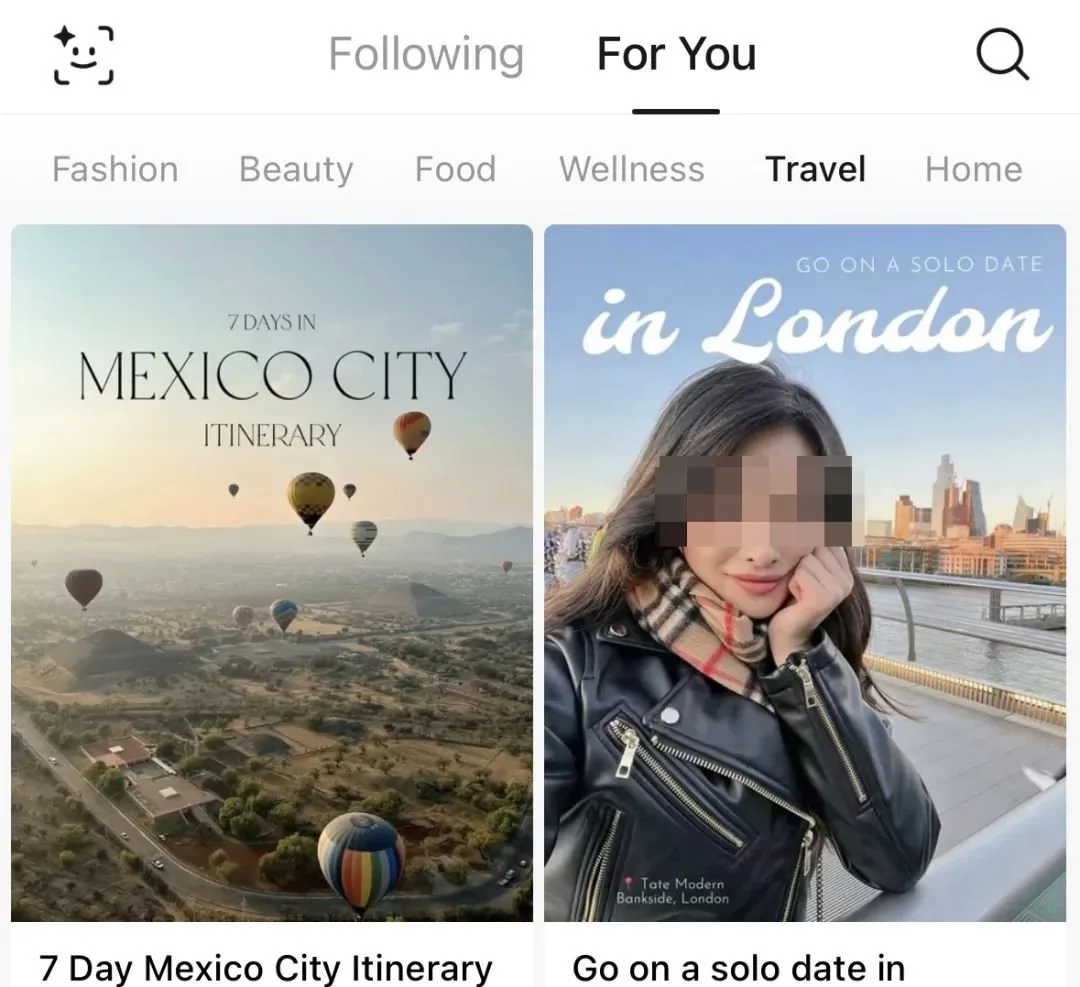 Following
For You
Fashion
Beauty
Food
Wellness
Travel
Home
7 DAYS IN
MEXICO CITY
ITINERARY
GO ON A SOLO DATE
in London
Tate Modern
Bankside, London
7 Day Mexico City Itinerary
Go on a solo date in